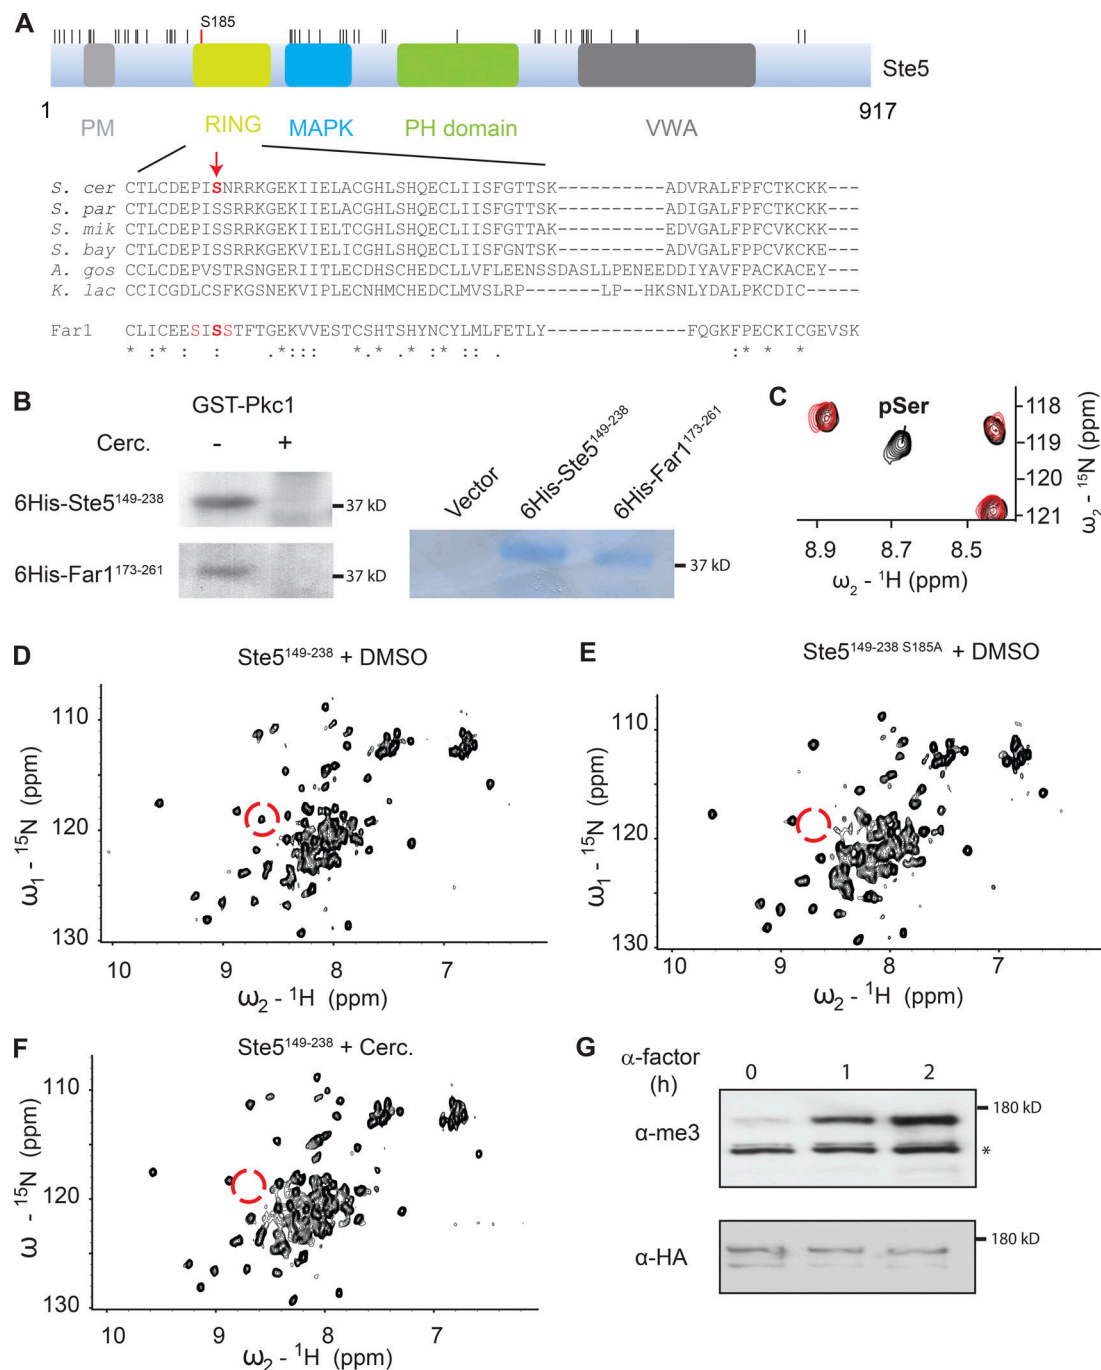 A
S185
Ste5
1
917
PM
RING
MAPK
PH domain
VWA
S. cer CTLCDEPISNRRKGEKIIELACGHLSHQECLIISFGTTSK----------ADVRALFPFCTKCKK---
S. par CTLCDEPISSRRKGEKIIELACGHLSHQECLIISFGTTSK----------ADIGALFPFCTKCKK---
S. mik CTLCDEPISSRRKGEKIIELTCGHLSHQECLIISFGTTAK----------EDVRALFPFCTKCKK---
S. bay CTLCDEPISSRRKGEKVIELICGHLSHQECLIISFGNTSK----------SDVGALFPPCVKCKE---
A. gos CCLCDEPVSTRSNGERIITLECDHSCHEDCLLVFLEENSSDASLLPENEEDDIYAVFPACKACEY---
K. lac CCICGDLCSFKGSNEKVIPLECNHMCHEDCLMVSLRP-------LP--HKSNLYDALPKCDIC-----
Far1 CLICEESISSTFTGEKVVESTCSHTSHYNCYLMLFETLY-------------FQGKFPECKICGEVSK
* :* : : .*::: *.*.:* :: . :* * *
B
GST-Pkc1
Cerc. - +
6His-Ste5149-238
37 kD
6His-Far1173-261
37 kD
Vector
6His-Ste5149-238
6His-Far1173-261
37 kD
C
pSer
118
119
120
121
ω2 - 15N (ppm)
8.9 8.7 8.5
ω2 - 1H (ppm)
D
Ste5149-238 + DMSO
110
120
130
ω1 - 15N (ppm)
10 9 8 7
ω2 - 1H (ppm)
E
Ste5149-238 S185A + DMSO
110
120
130
ω1 - 15N (ppm)
10 9 8 7
ω2 - 1H (ppm)
F
Ste5149-238 + Cerc.
110
120
130
ω - 15N (ppm)
10 9 8 7
ω2 - 1H (ppm)
G
α-factor
(h)
0 1 2
α-me3
180 kD
*
α-HA
180 kD